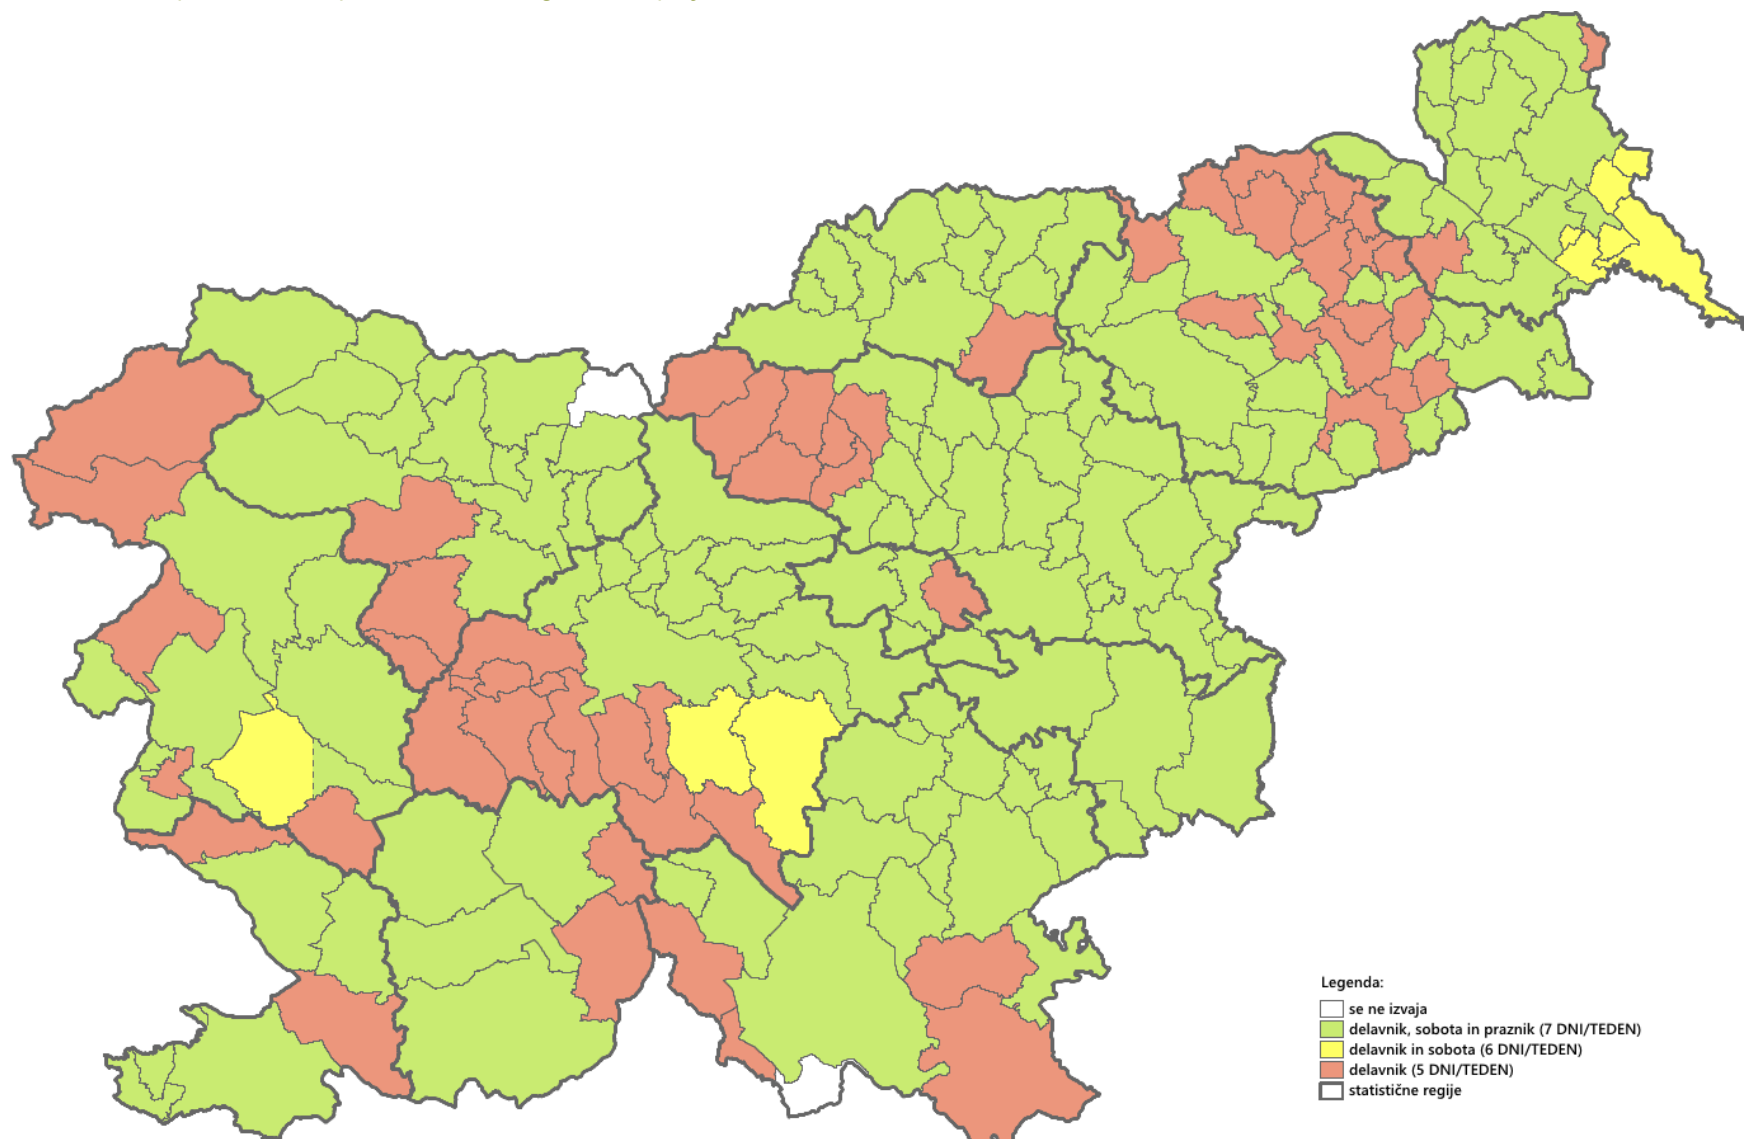 Legenda:
se ne izvaja
delavnik, sobota in praznik (7 DNI/TEDEN)
delavnik in sobota (6 DNI/TEDEN)
delavnik (5 DNI/TEDEN)
statistične regije